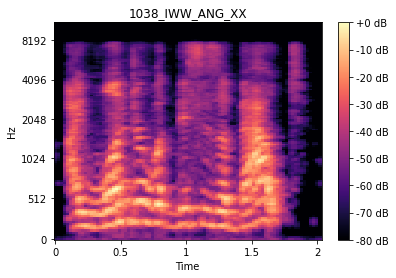 1038_IWW_ANG_XX
8192
4096
2048
1024
512
0
Hz
0
0.5
1
1.5
2
Time
+0 dB
-10 dB
-20 dB
-30 dB
-40 dB
-50 dB
-60 dB
-70 dB
-80 dB